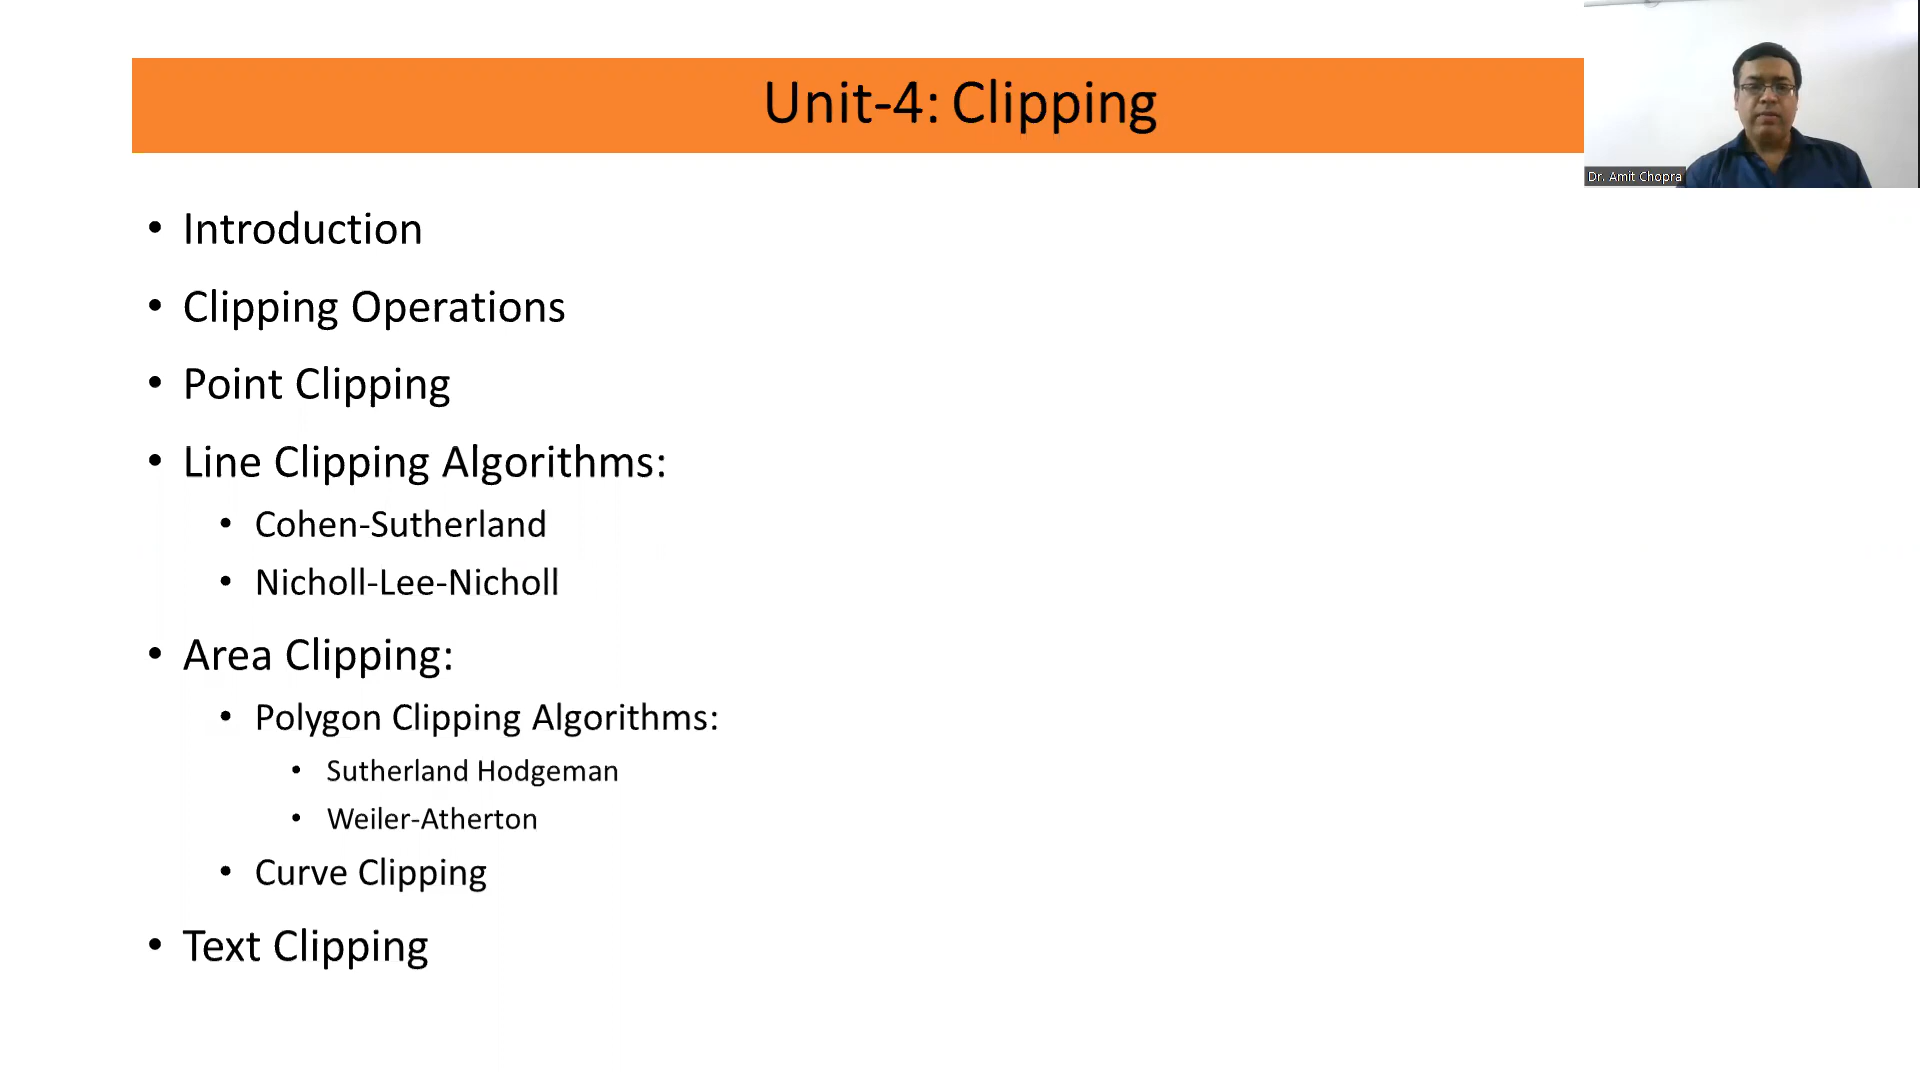 Unit-4: Clipping
Dr. Amit Chopra
• Introduction
• Clipping Operations
• Point Clipping
• Line Clipping Algorithms:
• Cohen-Sutherland
• Nicholl-Lee-Nicholl
• Area Clipping:
• Polygon Clipping Algorithms:
• Sutherland Hodgeman
• Weiler-Atherton
• Curve Clipping
• Text Clipping